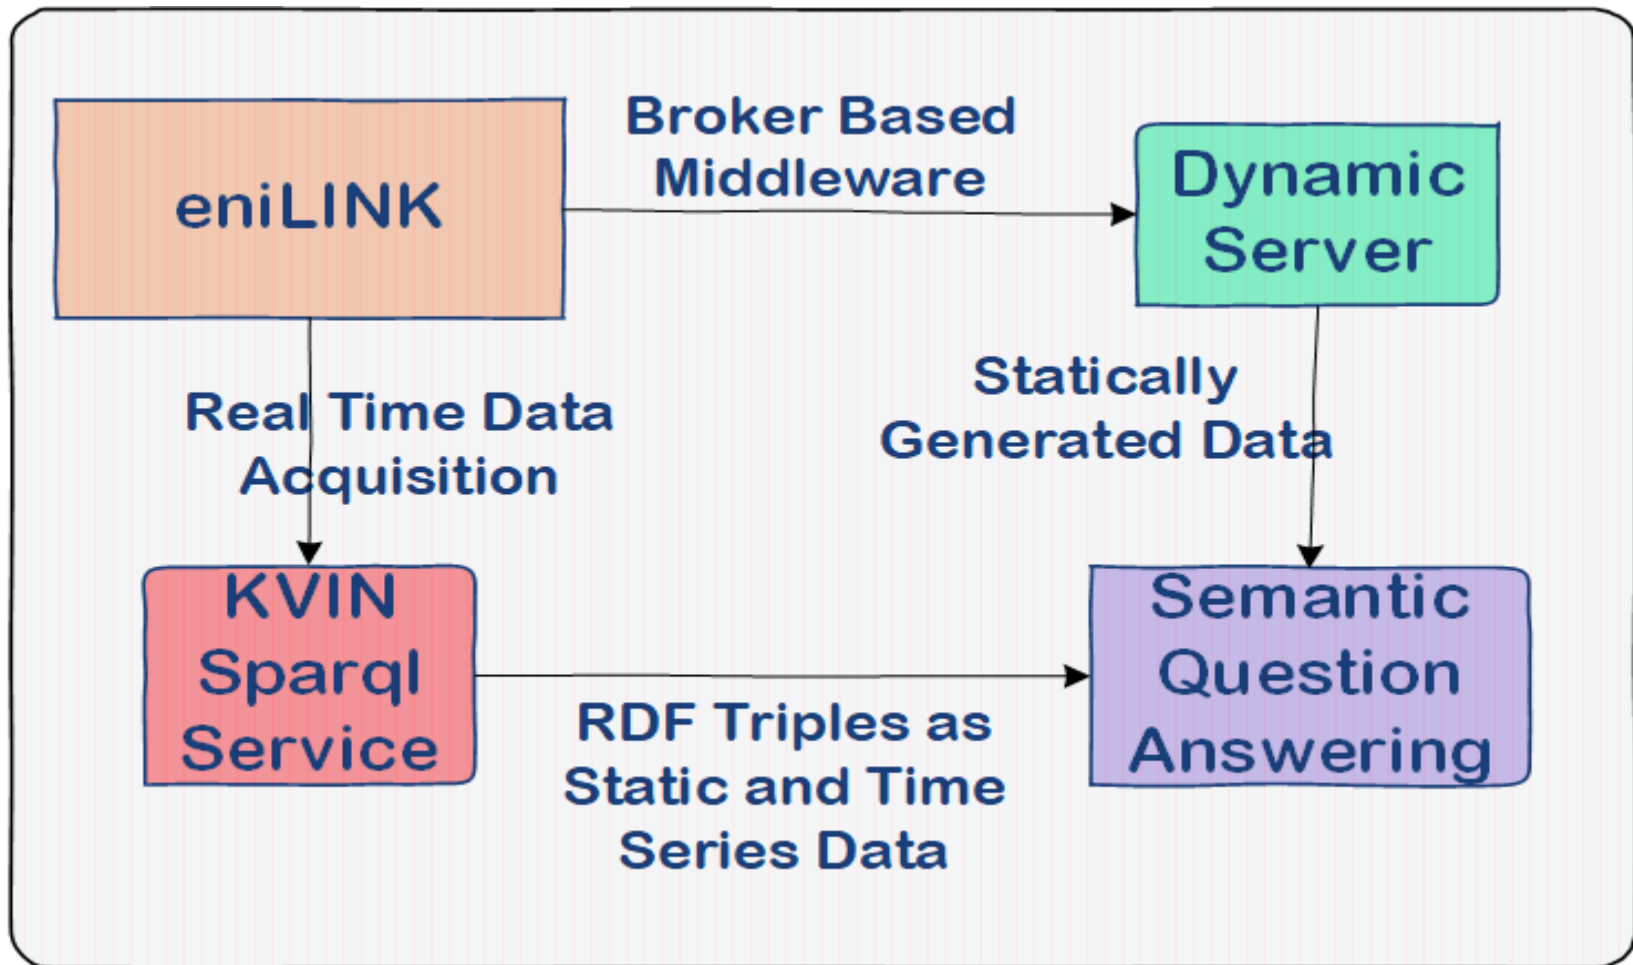 eniLINK
Broker Based
Middleware
Dynamic
Server
Real Time Data
Acquisition
Statically
Generated Data
KVIN
Sparql
Service
RDF Triples as
Static and Time
Series Data
Semantic
Question
Answering